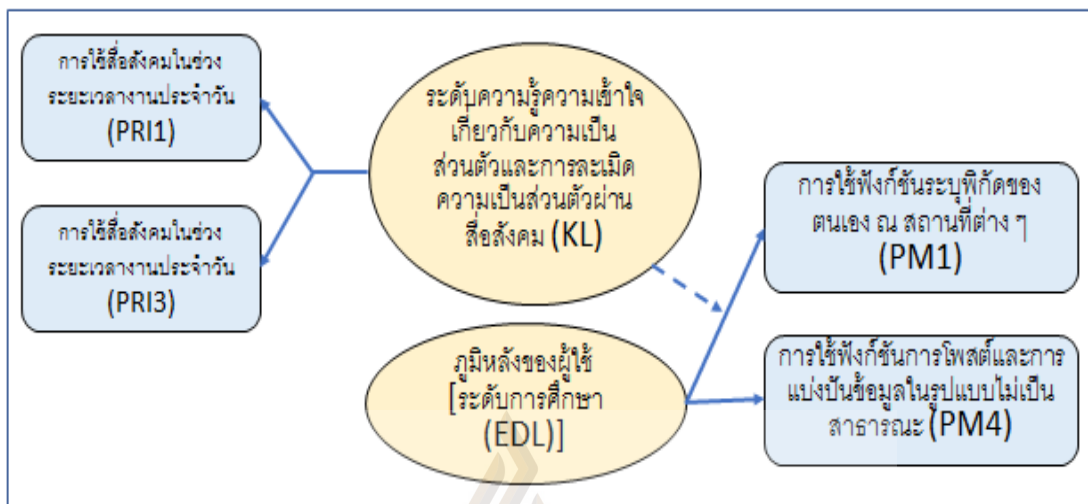 การใช้สื่อสังคมในช่วง
ระยะเวลางานประจำวัน
(PRI1)
การใช้สื่อสังคมในช่วง
ระยะเวลางานประจำวัน
(PRI3)
ระดับความรู้ความเข้าใจ
เกี่ยวกับความเป็น
ส่วนตัวและการละเมิด
ความเป็นส่วนตัวผ่าน
สื่อสังคม (KL)
ภูมิหลังของผู้ใช้
[ระดับการศึกษา
(EDL)]
การใช้ฟังก์ชันระบุพิกัดของ
ตนเอง ณ สถานที่ต่าง ๆ
(PM1)
การใช้ฟังก์ชันการโพสต์และการ
แบ่งปันข้อมูลในรูปแบบไม่เป็น
สาธารณะ (PM4)